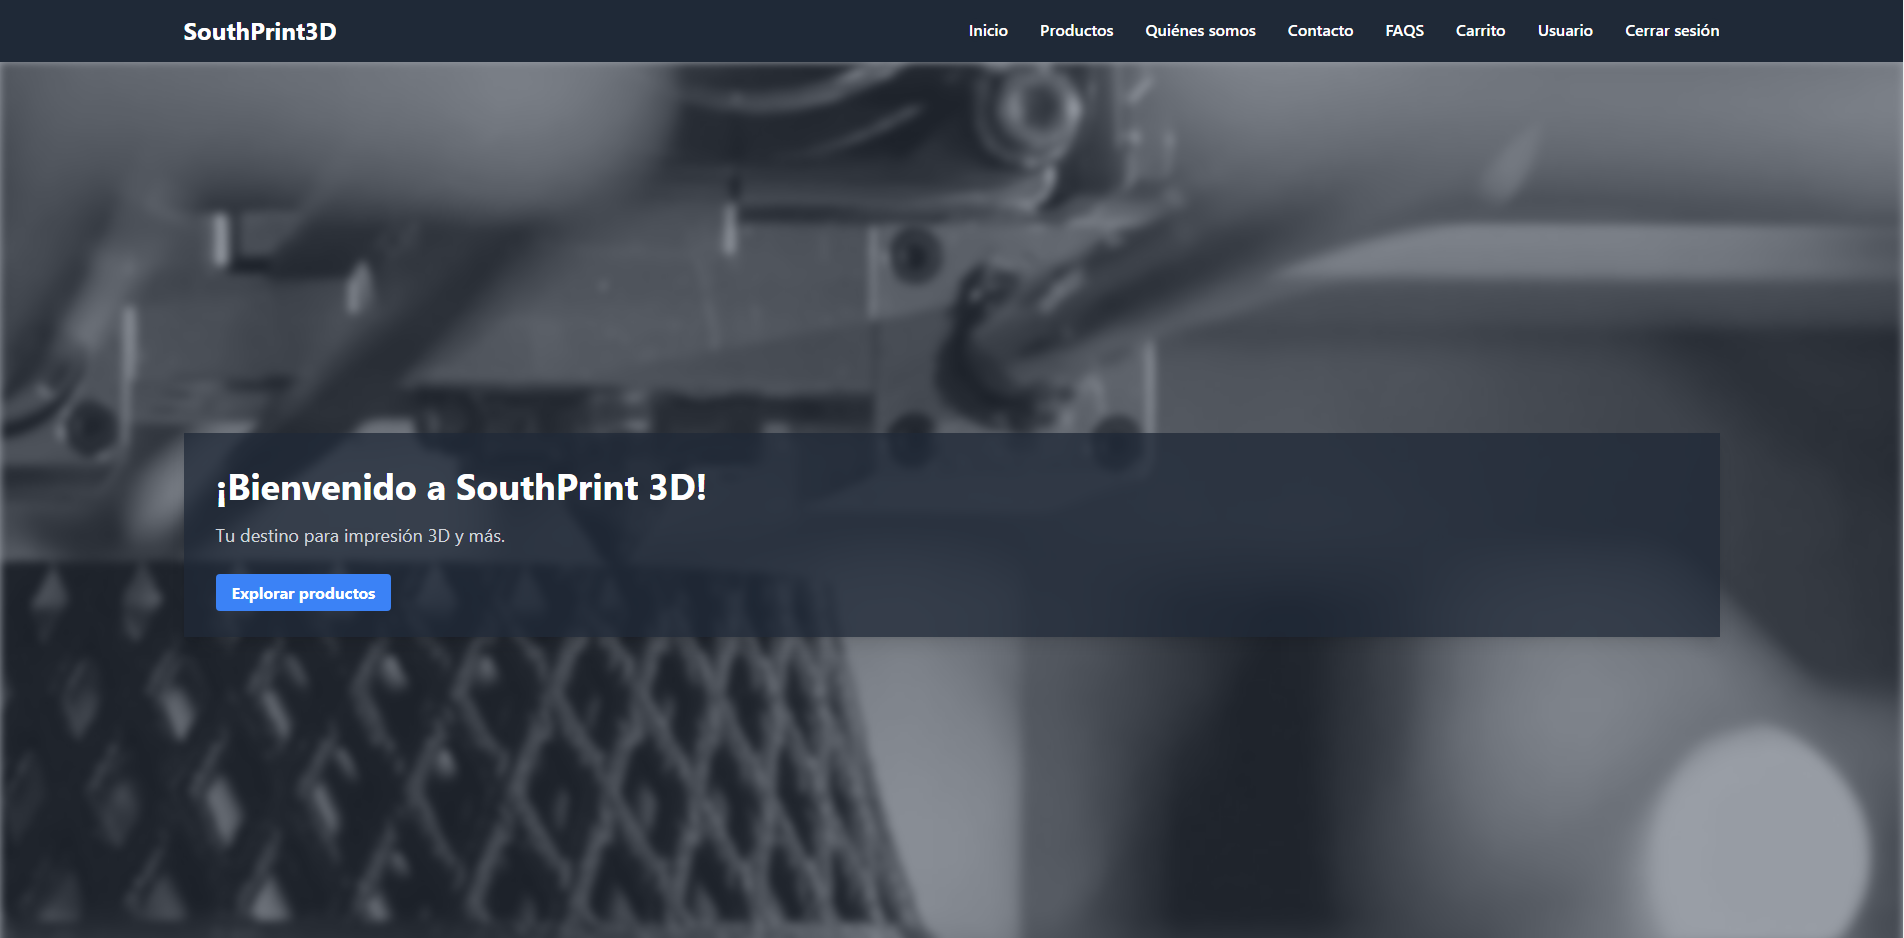 SouthPrint3D
Inicio Productos Quiénes somos Contacto FAQS Carrito Usuario Cerrar sesión
¡Bienvenido a SouthPrint 3D!
Tu destino para impresión 3D y más.
Explorar productos